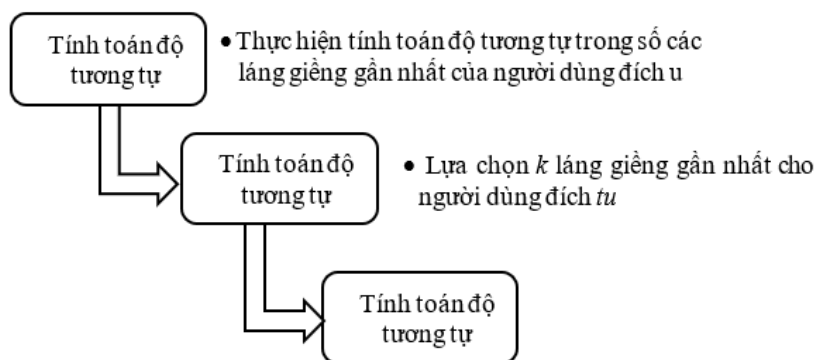 Tính toán độ
tương tự
• Thực hiện tính toán độ tương tự trong số các
láng giềng gần nhất của người dùng đích u
Tính toán độ
tương tự
• Lựa chọn k láng giềng gần nhất cho
người dùng đích tu
Tính toán độ
tương tự